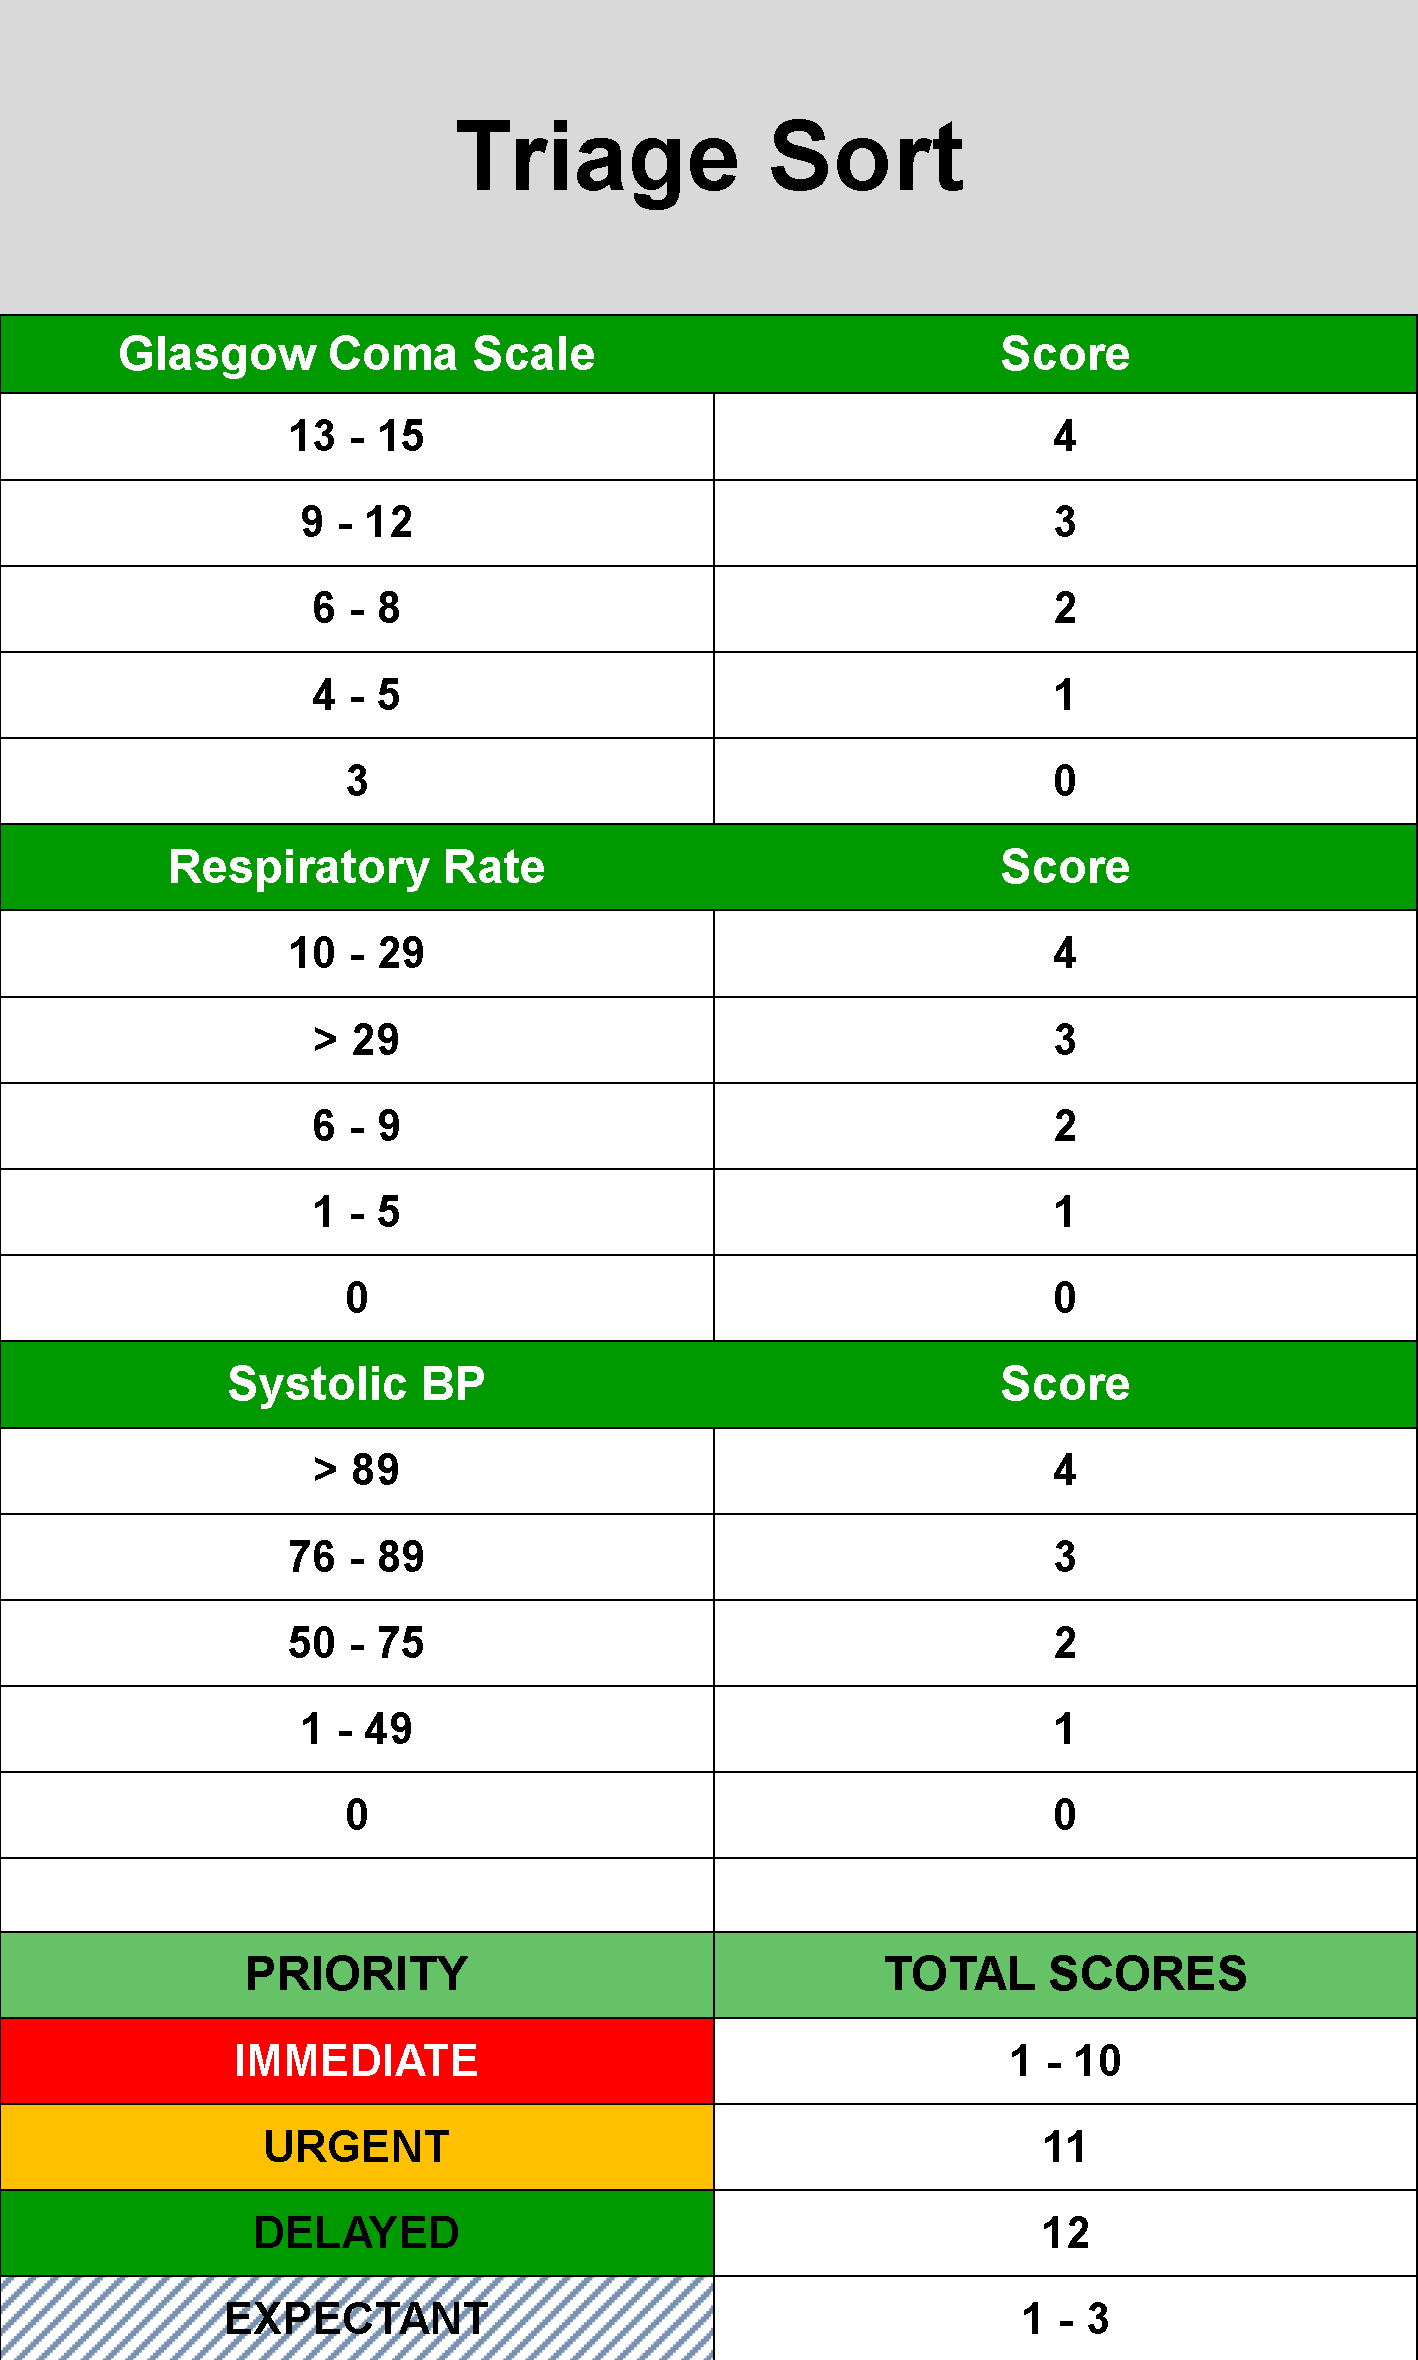 Triage Sort
Glasgow Coma Scale Score
13 - 15 4
9 - 12 3
6 - 8 2
4 - 5 1
3 0
Respiratory Rate Score
10 - 29 4
> 29 3
6 - 9 2
1 - 5 1
0 0
Systolic BP Score
> 89 4
76 - 89 3
50 - 75 2
1 - 49 1
0 0
PRIORITY TOTAL SCORES
IMMEDIATE 1 - 10
URGENT 11
DELAYED 12
EXPECTANT 1 - 3